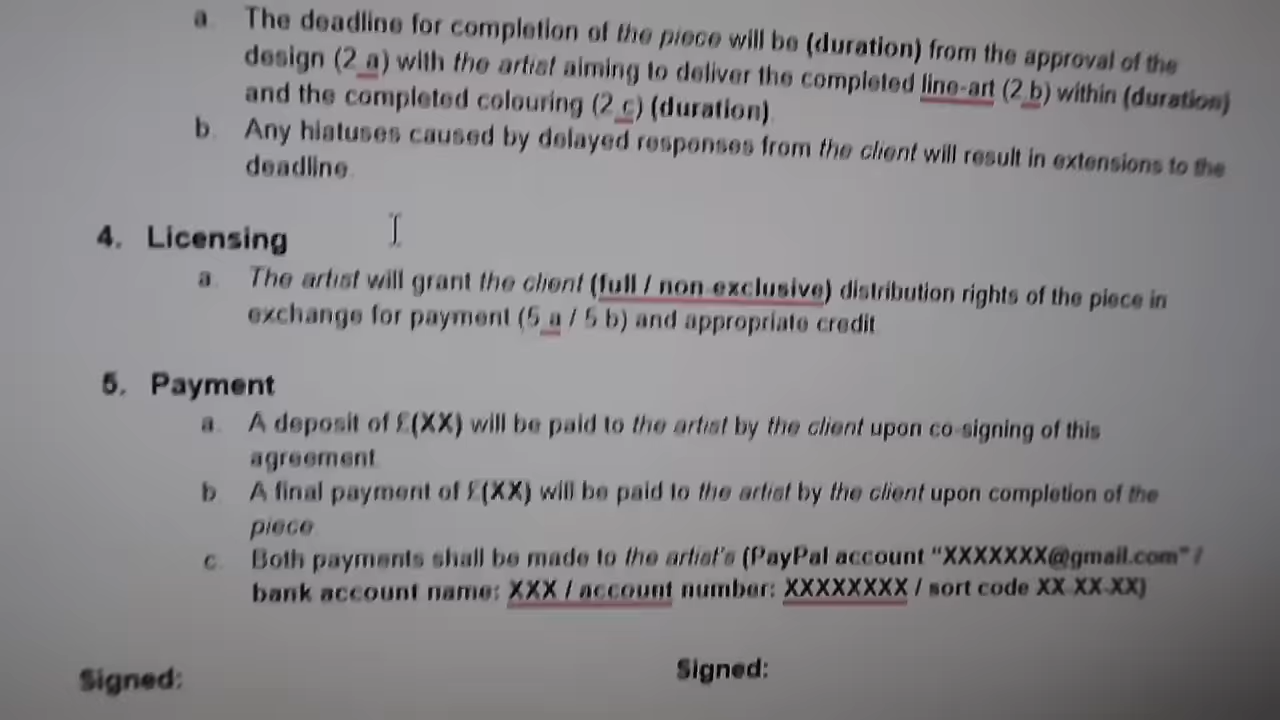 a. The deadline for completion of the piece will be (duration) from the approval of the
design (2.a) with the artist aiming to deliver the completed line-art (2.b) within (duration)
and the completed colouring (2.c) (duration).
b. Any hiatuses caused by delayed responses from the client will result in extensions to the
deadline.
4. Licensing
a. The artist will grant the client (full / non-exclusive) distribution rights of the piece in
exchange for payment (5.a / 5.b) and appropriate credit.
5. Payment
a. A deposit of £(XX) will be paid to the artist by the client upon co-signing of this
agreement.
b. A final payment of £(XX) will be paid to the artist by the client upon completion of the
piece.
c. Both payments shall be made to the artist's (PayPal account “XXXXXXX@gmail.com” /
bank account name: XXX / account number: XXXXXXXX / sort code XX-XX-XX)
Signed: Signed: